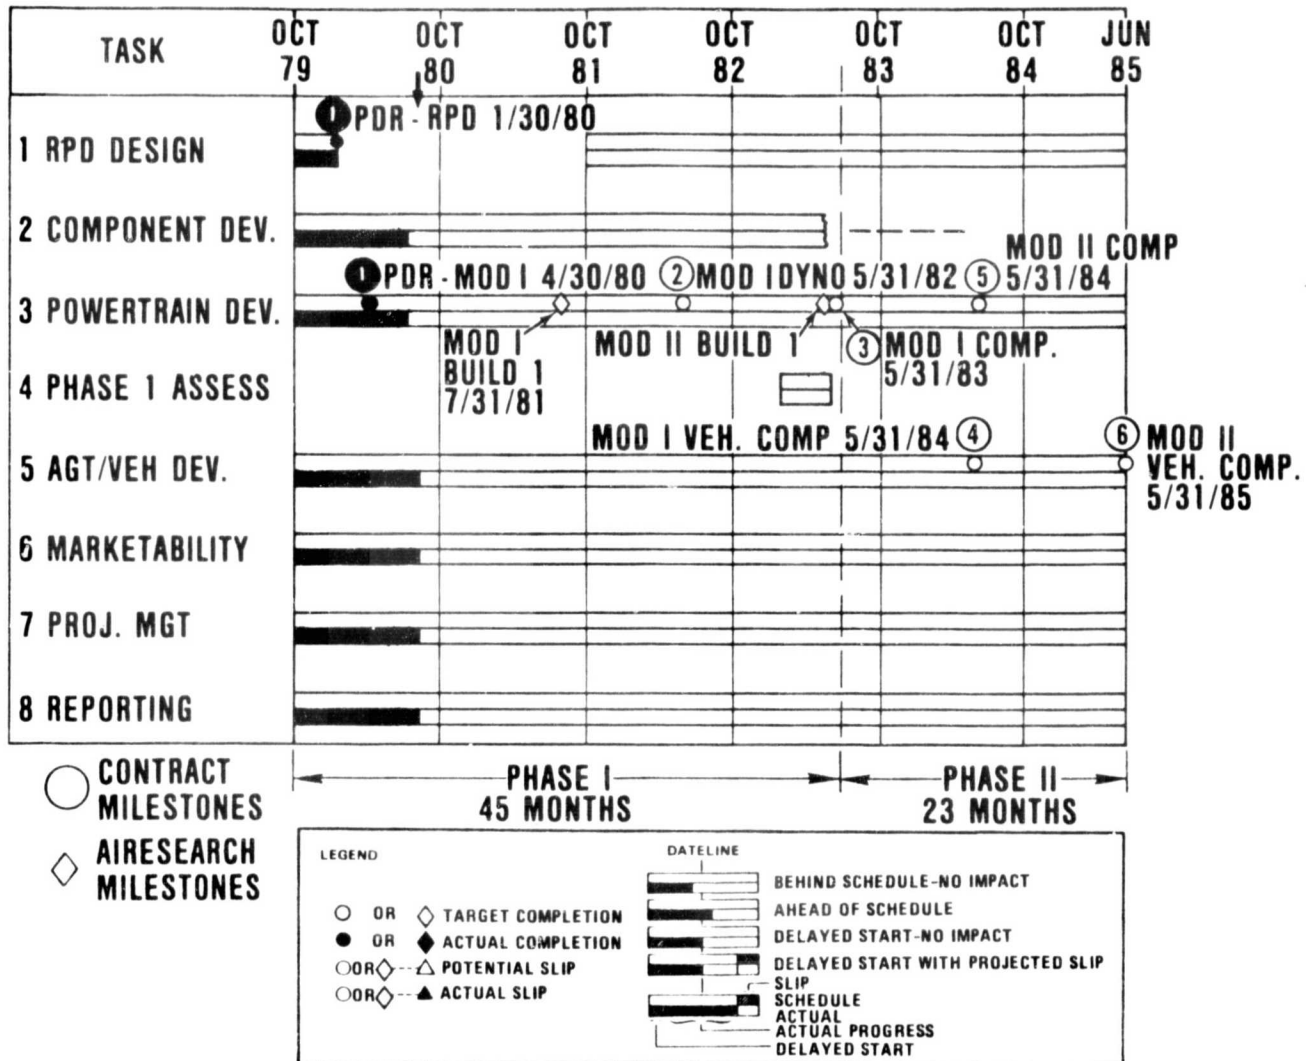 TASK
OCT 79
OCT 80
OCT 81
OCT 82
OCT 83
OCT 84
JUN 85
1 PDR - RPD 1/30/80
1 RPD DESIGN
2 COMPONENT DEV.
MOD II COMP
1 PDR - MOD I 4/30/80
2 MOD I DYNO 5/31/82
5 5/31/84
3 POWERTRAIN DEV.
MOD I
BUILD 1
7/31/81
MOD II BUILD 1
3 MOD I COMP.
5/31/83
4 PHASE 1 ASSESS
MOD I VEH. COMP 5/31/84 4
6 MOD II
VEH. COMP.
5/31/85
5 AGT/VEH DEV.
6 MARKETABILITY
7 PROJ. MGT
8 REPORTING
PHASE I
45 MONTHS
PHASE II
23 MONTHS
CONTRACT
MILESTONES
AIRESEARCH
MILESTONES
LEGEND
OR TARGET COMPLETION
OR ACTUAL COMPLETION
OR POTENTIAL SLIP
OR ACTUAL SLIP
DATELINE
BEHIND SCHEDULE-NO IMPACT
AHEAD OF SCHEDULE
DELAYED START-NO IMPACT
DELAYED START WITH PROJECTED SLIP
SLIP
SCHEDULE
ACTUAL
ACTUAL PROGRESS
DELAYED START